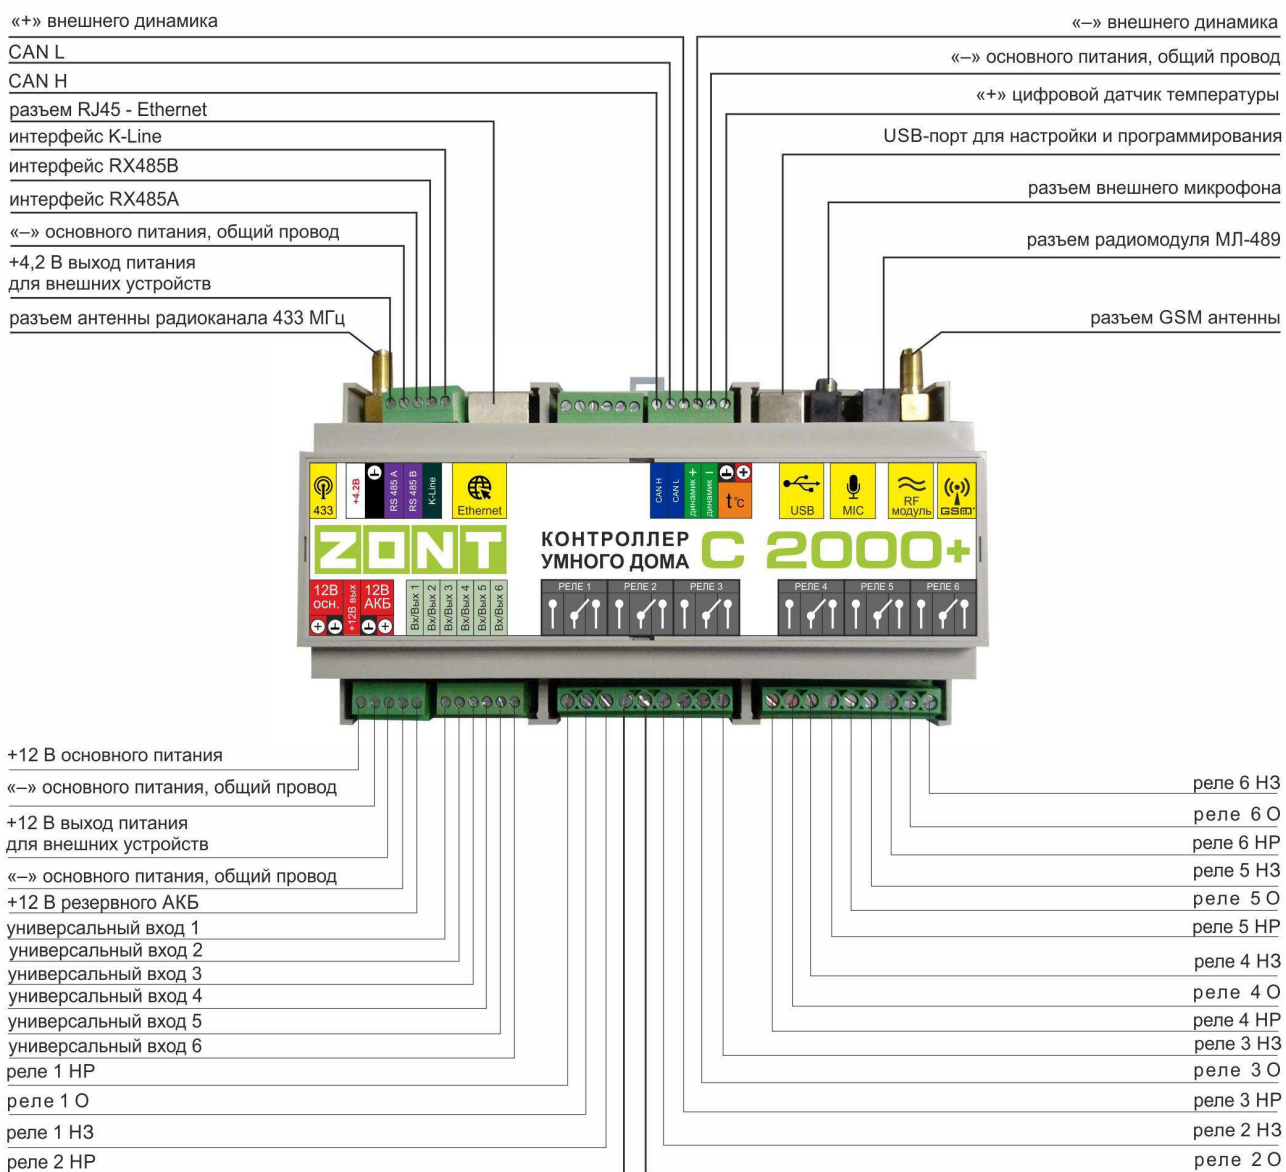 «+» внешнего динамика
CAN L
CAN H
разъем RJ45 - Ethernet
интерфейс K-Line
интерфейс RX485B
интерфейс RX485A
«–» основного питания, общий провод
+4,2 В выход питания
для внешних устройств
разъем антенны радиоканала 433 МГц
«–» внешнего динамика
«–» основного питания, общий провод
«+» цифровой датчик температуры
USB-порт для настройки и программирования
разъем внешнего микрофона
разъем радиомодуля МЛ-489
разъем GSM антенны
433
+4.2В
RS 485 A
RS 485 B
K-Line
Ethernet
CAN H
CAN L
динамик +
динамик –
t°C
USB
MIC
RF
модуль
GSM
ZONT
КОНТРОЛЛЕР
УМНОГО ДОМА
C 2000+
12В
осн.
+12В вых
12В
АКБ
Вх/Вых 1
Вх/Вых 2
Вх/Вых 3
Вх/Вых 4
Вх/Вых 5
Вх/Вых 6
РЕЛЕ 1
РЕЛЕ 2
РЕЛЕ 3
РЕЛЕ 4
РЕЛЕ 5
РЕЛЕ 6
+12 В основного питания
«–» основного питания, общий провод
+12 В выход питания
для внешних устройств
«–» основного питания, общий провод
+12 В резервного АКБ
универсальный вход 1
универсальный вход 2
универсальный вход 3
универсальный вход 4
универсальный вход 5
универсальный вход 6
реле 1 НР
реле 1 О
реле 1 НЗ
реле 2 НР
реле 6 НЗ
реле 6 О
реле 6 НР
реле 5 НЗ
реле 5 О
реле 5 НР
реле 4 НЗ
реле 4 О
реле 4 НР
реле 3 НЗ
реле 3 О
реле 3 НР
реле 2 НЗ
реле 2 О